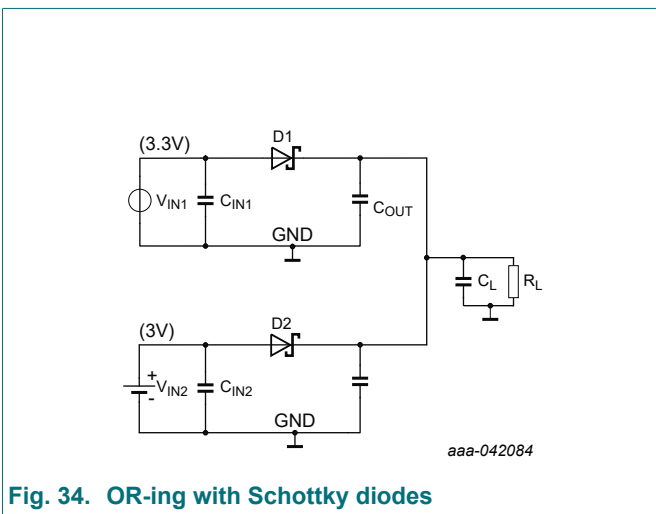 (3.3V)
D1
VIN1
CIN1
COUT
GND
CL
RL
(3V)
D2
+
VIN2
-
CIN2
GND
aaa-042084
Fig. 34. OR-ing with Schottky diodes